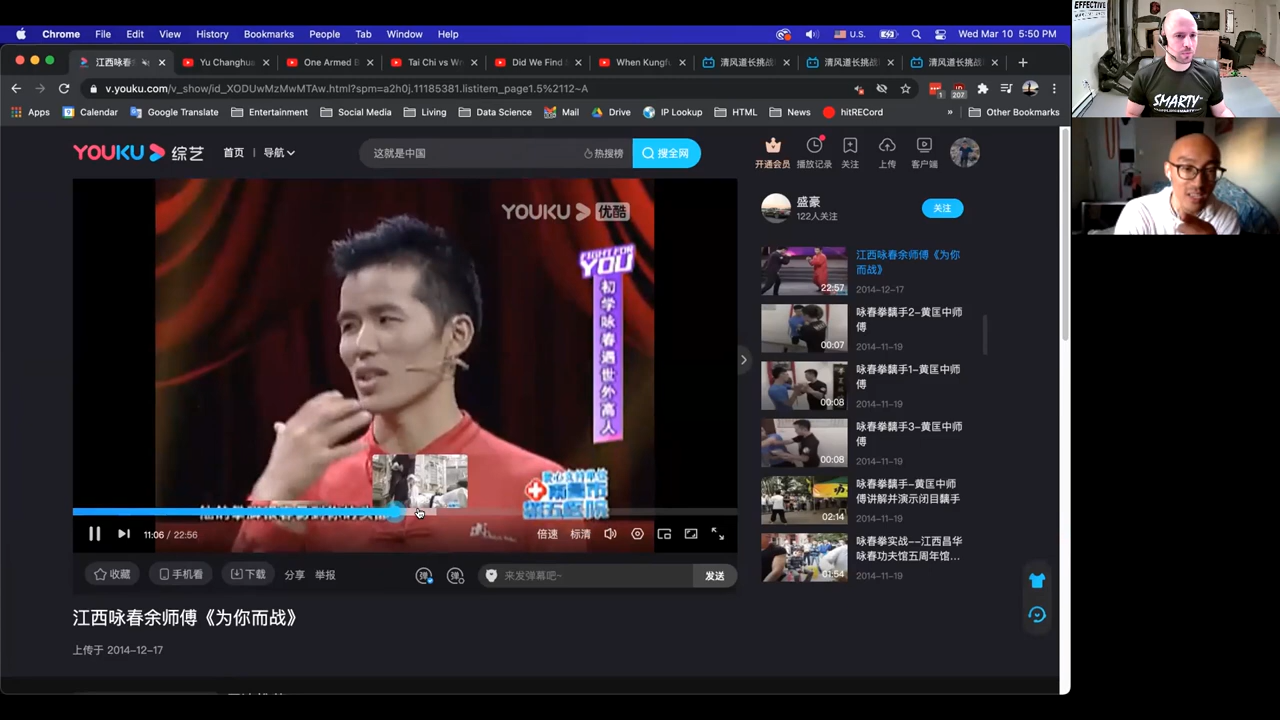 Chrome File Edit View History Bookmarks People Tab Window Help
U.S.
Wed Mar 10 5:50 PM
江西咏春
Yu Changhua
One Armed B
Tai Chi vs We
Did We Find
When Kungfu
清风道长挑战
清风道长挑战
清风道长挑战
v.youku.com/v_show/id_XODUwMzMwMTAw.html?spm=a2h0j.11185381.listitem_page1.5%2112~A
1
207
Apps Calendar Google Translate Entertainment Social Media Living Data Science Mail Drive IP Lookup HTML News hitRECord » Other Bookmarks
YOUKU 综艺 首页 导航
这就是中国
热搜榜
搜全网
开通会员 播放记录 关注 上传 客户端
YOUKU 优酷
FIGHT FOR YOU
初学咏春遇世外高人
11:06 / 22:56
倍速 标清
收藏 手机看 下载 分享 举报
弹 弹
来发弹幕吧~
发送
江西咏春余师傅《为你而战》
上传于 2014-12-17
盛豪
122人关注
关注
江西咏春余师傅《为你
而战》
22:57
2014-12-17
咏春拳黐手2-黄匡中师
傅
00:07
2014-11-19
咏春拳黐手1-黄匡中师
傅
00:08
2014-11-19
咏春拳黐手3-黄匡中师
傅
00:08
2014-11-19
咏春拳黐手-黄匡中师
傅讲解并演示闭目黐手
02:14
2014-11-19
咏春拳实战--江西昌华
咏春功夫馆五周年馆...
01:54
2014-11-19
EFFECTIVE
SMARTY